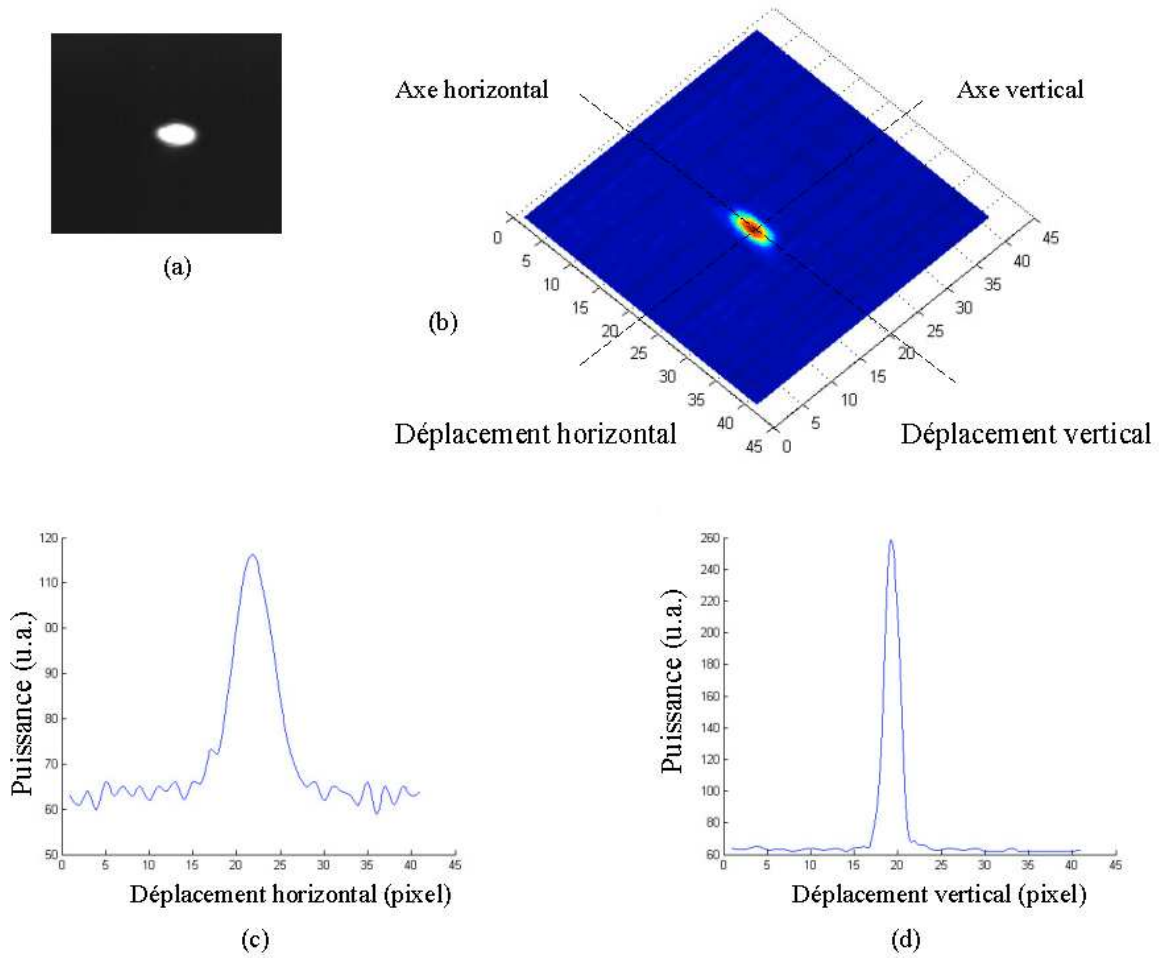 Axe horizontal
Axe vertical
(a)
(b)
0
5
10
15
20
25
30
35
40
45
0
5
10
15
20
25
30
35
40
45
Déplacement horizontal
Déplacement vertical
120
110
00
90
80
70
60
50
0 5 10 15 20 25 30 35 40 45
Puissance (u.a.)
Déplacement horizontal (pixel)
(c)
260
240
220
200
180
160
140
120
100
80
60
0 5 10 15 20 25 30 35 40 45
Puissance (u.a.)
Déplacement vertical (pixel)
(d)